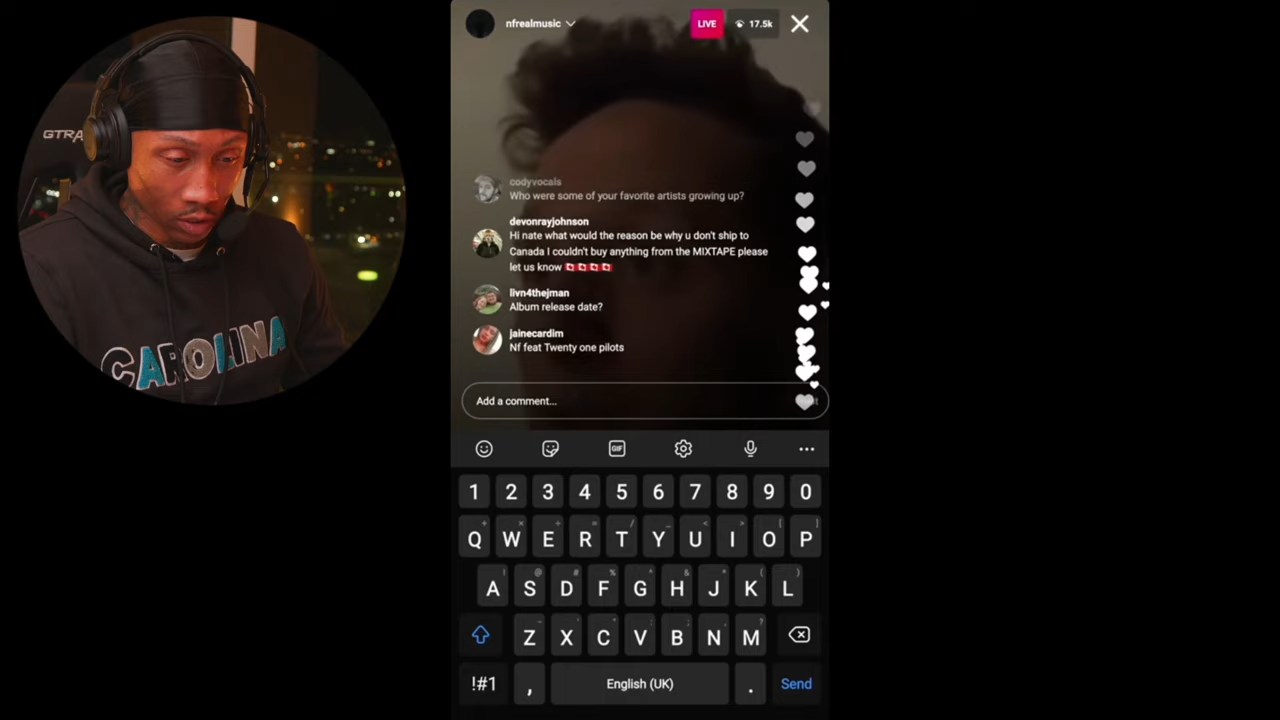 GTRA
CAROLINA
nfrealmusic
LIVE
17.5k
codyvocals
Who were some of your favorite artists growing up?
devonrayjohnson
Hi nate what would the reason be why u don't ship to
Canada I couldn't buy anything from the MIXTAPE please
let us know 🇨🇦🇨🇦🇨🇦🇨🇦
livn4thejman
Album release date?
jainecardim
Nf feat Twenty one pilots
Add a comment...
GIF
1 2 3 4 5 6 7 8 9 0
Q W E R T Y U I O P
A S D F G H J K L
Z X C V B N M
!#1 , English (UK) . Send